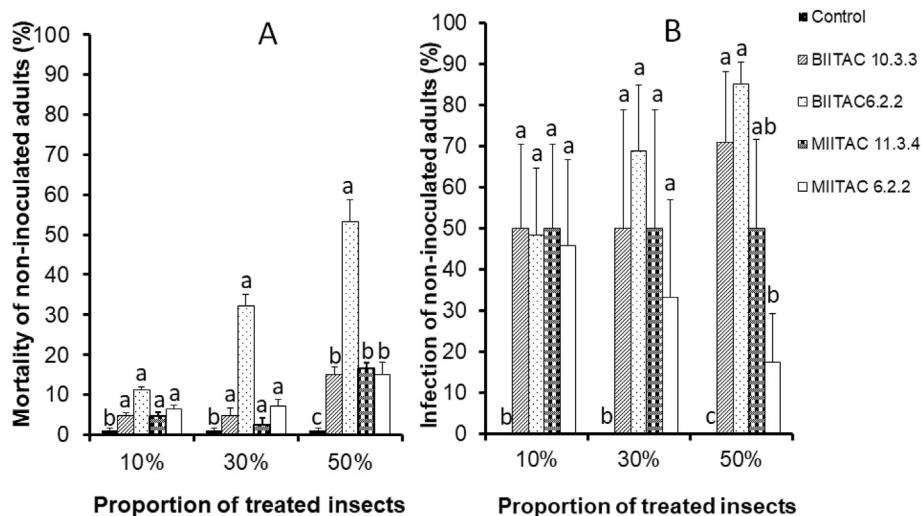 A
Mortality of non-inoculated adults (%)
100
90
80
70
60
50
40
30
20
10
0
b a a a a
b a a a a
c b a b b
10% 30% 50%
Proportion of treated insects
B
Infection of non-inoculated adults (%)
100
90
80
70
60
50
40
30
20
10
0
b a a a a
b a a a a
c a a ab b
10% 30% 50%
Proportion of treated insects
Control
BIITAC 10.3.3
BIITAC6.2.2
MIITAC 11.3.4
MIITAC 6.2.2